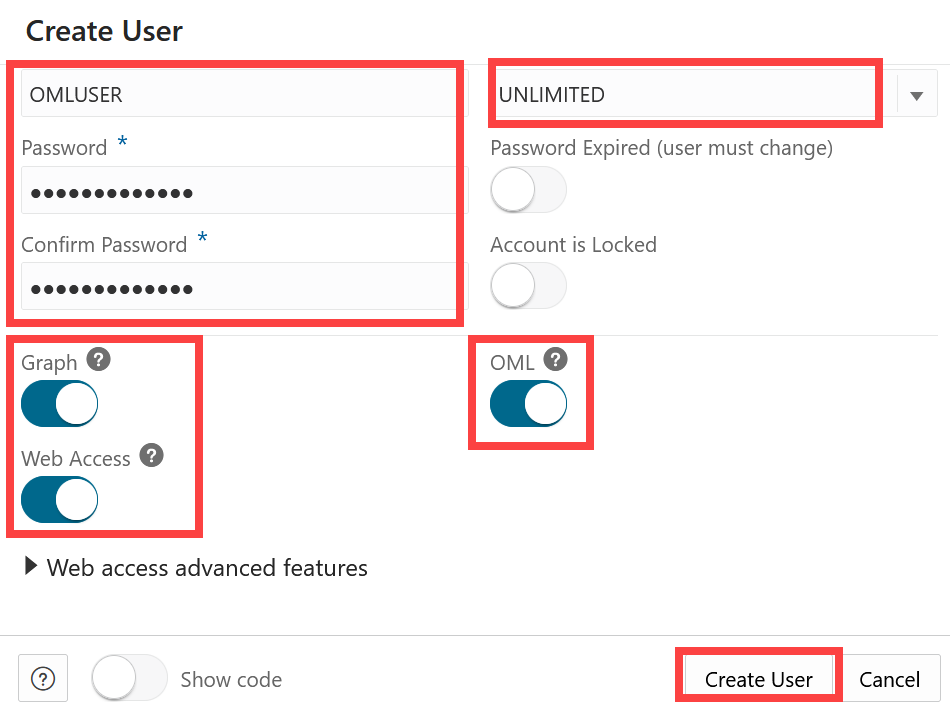 Create User
OMLUSER
UNLIMITED
Password *
Password Expired (user must change)
●●●●●●●●●●●●●
Confirm Password *
Account is Locked
●●●●●●●●●●●●●
Graph ?
OML ?
Web Access ?
Web access advanced features
? Show code
Create User
Cancel